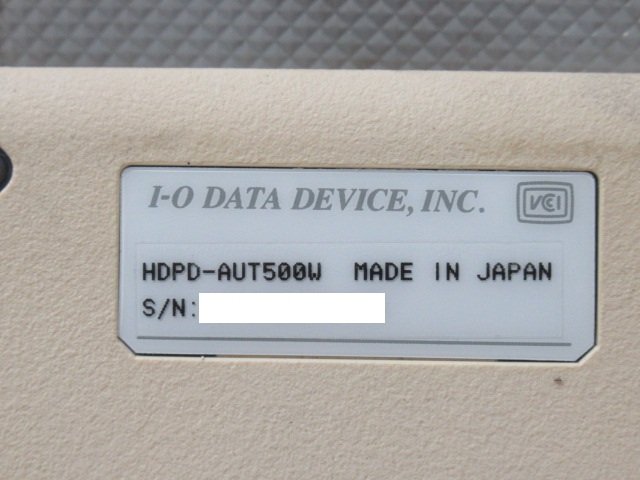 I-O DATA DEVICE, INC. VCCI
HDPD-AUT500W MADE IN JAPAN
S/N: